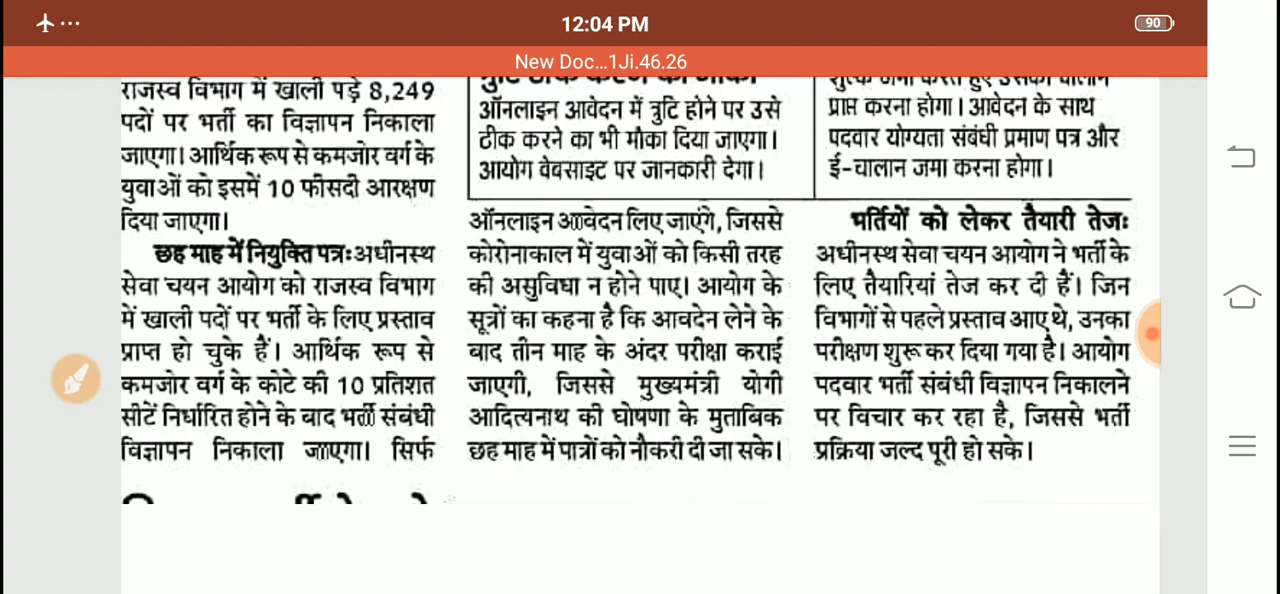 12:04 PM
90
New Doc...1Ji.46.26
राजस्व विभाग में खाली पड़े 8,249
पदों पर भर्ती का विज्ञापन निकाला
जाएगा। आर्थिक रूप से कमजोर वर्ग के
युवाओं को इसमें 10 फीसदी आरक्षण
दिया जाएगा।
छह माह में नियुक्ति पत्रः अधीनस्थ
सेवा चयन आयोग को राजस्व विभाग
में खाली पदों पर भर्ती के लिए प्रस्ताव
प्राप्त हो चुके हैं। आर्थिक रूप से
कमजोर वर्ग के कोटे की 10 प्रतिशत
सीटें निर्धारित होने के बाद भर्ती संबंधी
विज्ञापन निकाला जाएगा। सिर्फ
ऑनलाइन आवेदन में त्रुटि होने पर उसे
ठीक करने का भी मौका दिया जाएगा।
आयोग वेबसाइट पर जानकारी देगा।
ऑनलाइन आवेदन लिए जाएंगे, जिससे
कोरोनाकाल में युवाओं को किसी तरह
की असुविधा न होने पाए। आयोग के
सूत्रों का कहना है कि आवदेन लेने के
बाद तीन माह के अंदर परीक्षा कराई
जाएगी, जिससे मुख्यमंत्री योगी
आदित्यनाथ की घोषणा के मुताबिक
छह माह में पात्रों को नौकरी दी जा सके।
शुल्क जमा करते हुए उसका चालान
प्राप्त करना होगा। आवेदन के साथ
पदवार योग्यता संबंधी प्रमाण पत्र और
ई-चालान जमा करना होगा।
भर्तियों को लेकर तैयारी तेजः
अधीनस्थ सेवा चयन आयोग ने भर्ती के
लिए तैयारियां तेज कर दी हैं। जिन
विभागों से पहले प्रस्ताव आए थे, उनका
परीक्षण शुरू कर दिया गया है। आयोग
पदवार भर्ती संबंधी विज्ञापन निकालने
पर विचार कर रहा है, जिससे भर्ती
प्रक्रिया जल्द पूरी हो सके।